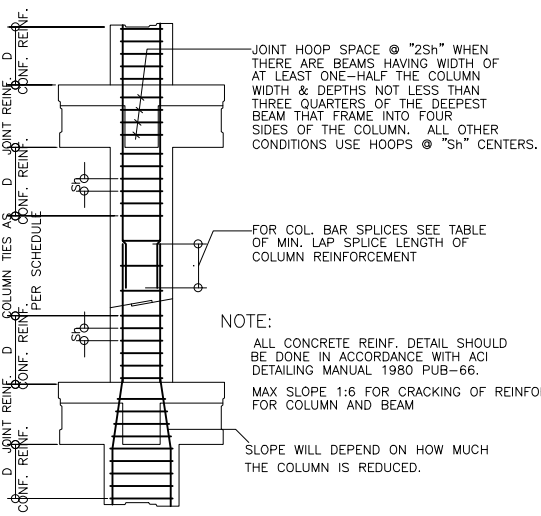 JOINT HOOP SPACE @ "2Sh" WHEN
THERE ARE BEAMS HAVING WIDTH OF
AT LEAST ONE-HALF THE COLUMN
WIDTH & DEPTHS NOT LESS THAN
THREE QUARTERS OF THE DEEPEST
BEAM THAT FRAME INTO FOUR
SIDES OF THE COLUMN. ALL OTHER
CONDITIONS USE HOOPS @ "Sh" CENTERS.
FOR COL. BAR SPLICES SEE TABLE
OF MIN. LAP SPLICE LENGTH OF
COLUMN REINFORCEMENT
NOTE:
ALL CONCRETE REINF. DETAIL SHOULD
BE DONE IN ACCORDANCE WITH ACI
DETAILING MANUAL 1980 PUB-66.
MAX SLOPE 1:6 FOR CRACKING OF REINFO
FOR COLUMN AND BEAM
SLOPE WILL DEPEND ON HOW MUCH
THE COLUMN IS REDUCED.
D
CONF. REINF.
JOINT REINF.
D
CONF. REINF.
Sh
COLUMN TIES AS
PER SCHEDULE
Sh
D
CONF. REINF.
JOINT REINF.
D
CONF. REINF.